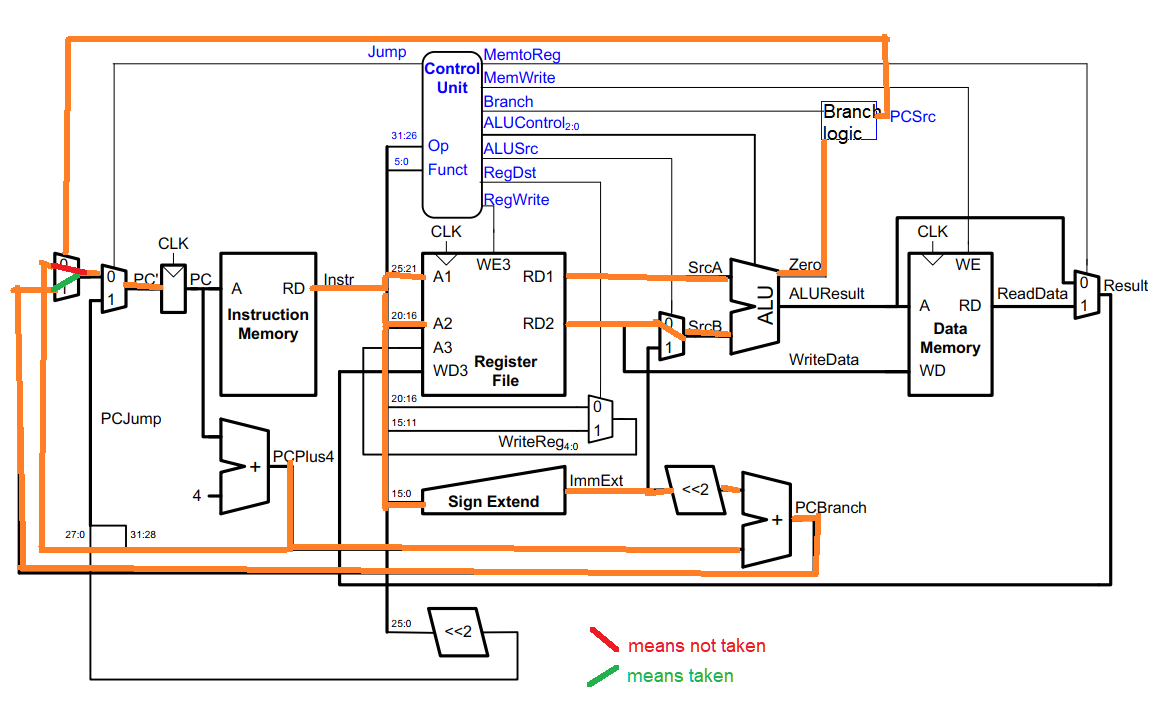 Jump
MemtoReg
Control
Unit
MemWrite
Branch
Branch
logic
PCSrc
ALUControl2:0
31:26
Op
ALUSrc
5:0
Funct
RegDst
RegWrite
CLK
CLK
CLK
0
1
0
1
PC'
PC
A
RD
Instr
Instruction
Memory
25:21
A1
WE3
RD1
SrcA
Zero
WE
20:16
A2
RD2
0
SrcB
1
ALU
ALUResult
A
RD
ReadData
0
1
Result
A3
Register
File
WD3
WriteData
Data
Memory
WD
20:16
0
15:11
1
WriteReg4:0
PCJump
PCPlus4
+
4
15:0
Sign Extend
ImmExt
<<2
+
PCBranch
27:0
31:28
25:0
<<2
means not taken
means taken